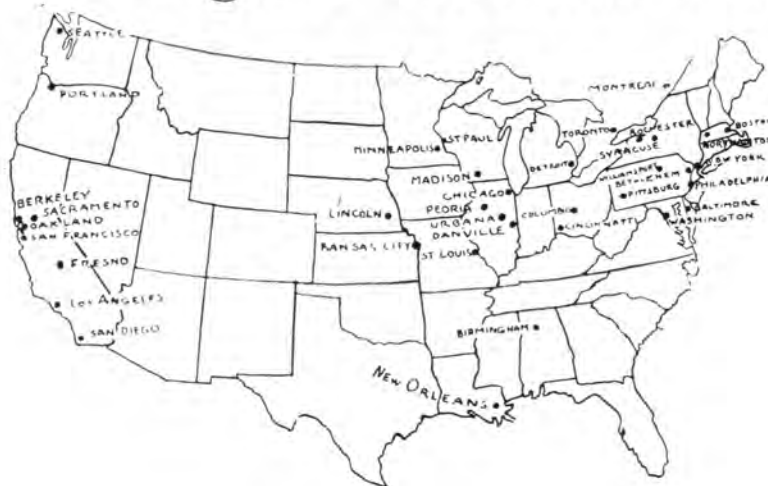 SEATTLE
PORTLAND
MONTREAL
MINNEAPOLIS
ST PAUL
TORONTO
ROCHESTER
BOSTON
SYRACUSE
MADISON
DETROIT
WILLIAMSPORT
NEW YORK
BETHLEHEM
CHICAGO
PITTSBURG
PHILADELPHIA
BERKELEY
SACRAMENTO
OAKLAND
SAN FRANCISCO
LINCOLN
PEORIA
URBANA
COLUMBUS
BALTIMORE
DANVILLE
CINCINNATTI
WASHINGTON
KANSAS CITY
ST LOUIS
FRESNO
LOS ANGELES
SAN DIEGO
BIRMINGHAM
NEW ORLEANS